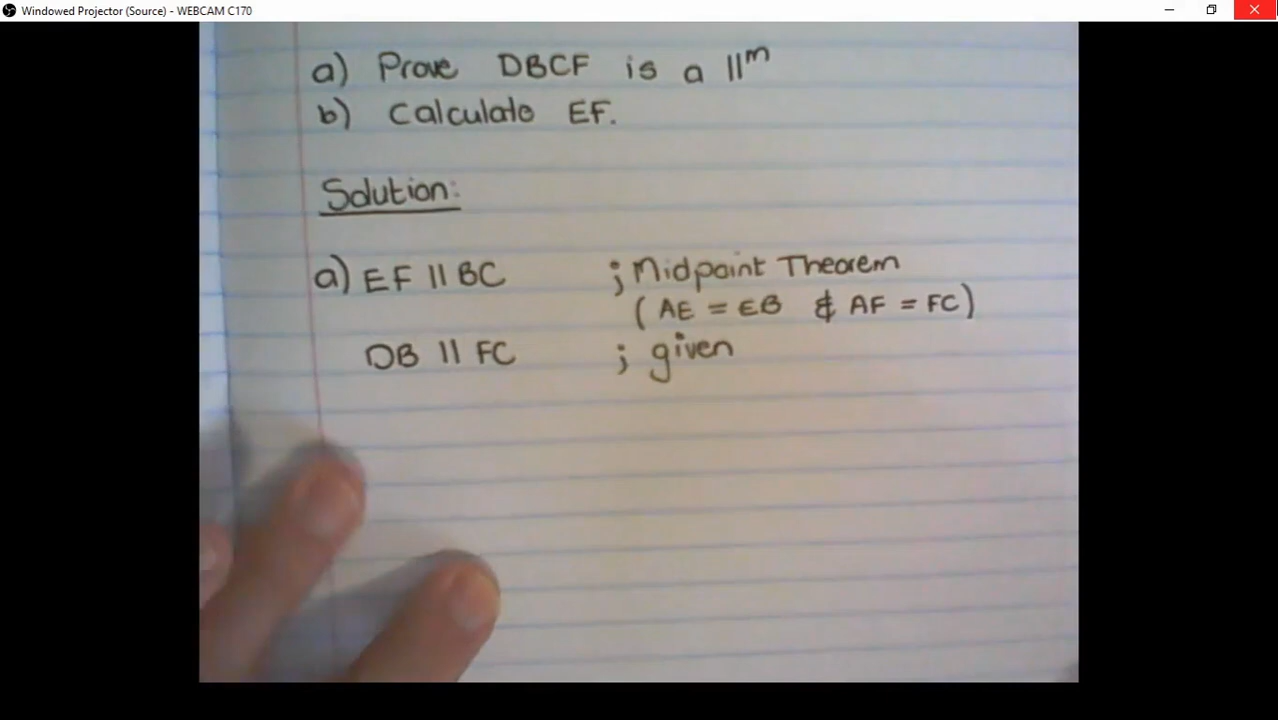 Windowed Projector (Source) - WEBCAM C170
a) Prove DBCF is a ||ᵐ
b) Calculate EF.
Solution:
a) EF || BC ; Midpoint Theorem
( AE = EB & AF = FC )
DB || FC ; given